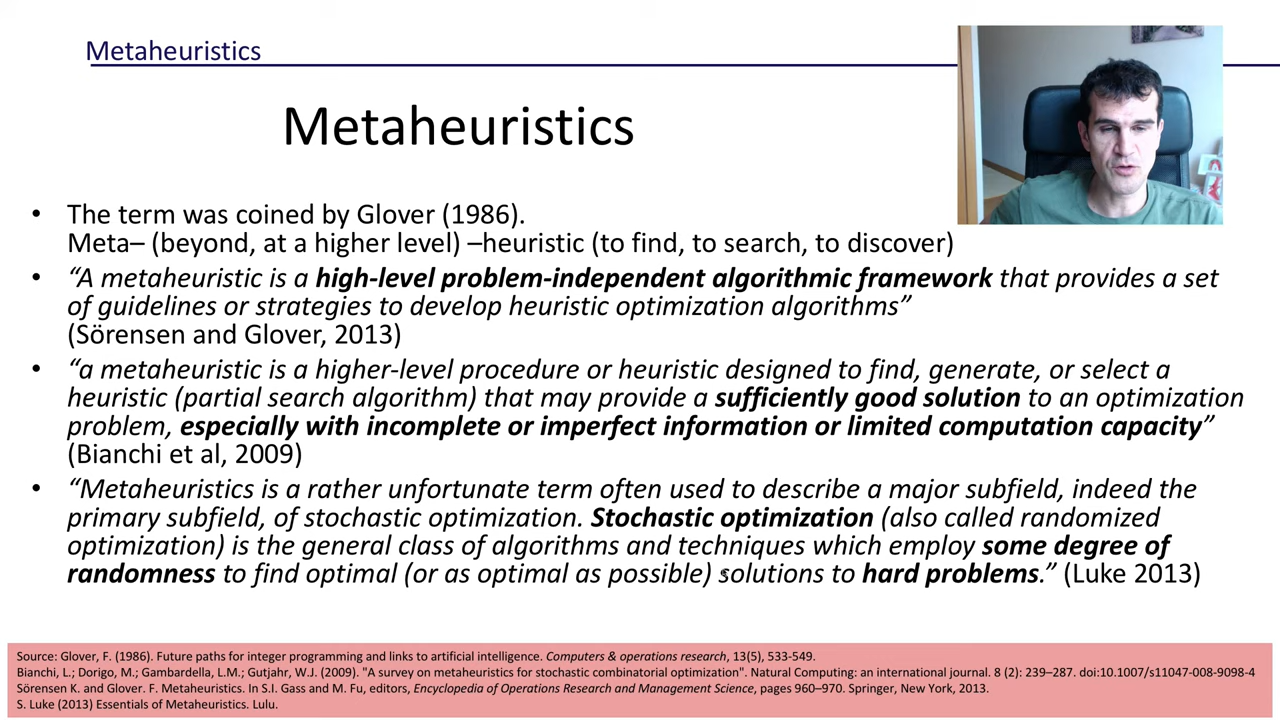 Metaheuristics
Metaheuristics
• The term was coined by Glover (1986).
Meta– (beyond, at a higher level) –heuristic (to find, to search, to discover)
• “A metaheuristic is a high-level problem-independent algorithmic framework that provides a set
of guidelines or strategies to develop heuristic optimization algorithms”
(Sörensen and Glover, 2013)
• “a metaheuristic is a higher-level procedure or heuristic designed to find, generate, or select a
heuristic (partial search algorithm) that may provide a sufficiently good solution to an optimization
problem, especially with incomplete or imperfect information or limited computation capacity”
(Bianchi et al, 2009)
• “Metaheuristics is a rather unfortunate term often used to describe a major subfield, indeed the
primary subfield, of stochastic optimization. Stochastic optimization (also called randomized
optimization) is the general class of algorithms and techniques which employ some degree of
randomness to find optimal (or as optimal as possible) solutions to hard problems.” (Luke 2013)
Source: Glover, F. (1986). Future paths for integer programming and links to artificial intelligence. Computers & operations research, 13(5), 533-549.
Bianchi, L.; Dorigo, M.; Gambardella, L.M.; Gutjahr, W.J. (2009). "A survey on metaheuristics for stochastic combinatorial optimization". Natural Computing: an international journal. 8 (2): 239–287. doi:10.1007/s11047-008-9098-4
Sörensen K. and Glover. F. Metaheuristics. In S.I. Gass and M. Fu, editors, Encyclopedia of Operations Research and Management Science, pages 960–970. Springer, New York, 2013.
S. Luke (2013) Essentials of Metaheuristics. Lulu.